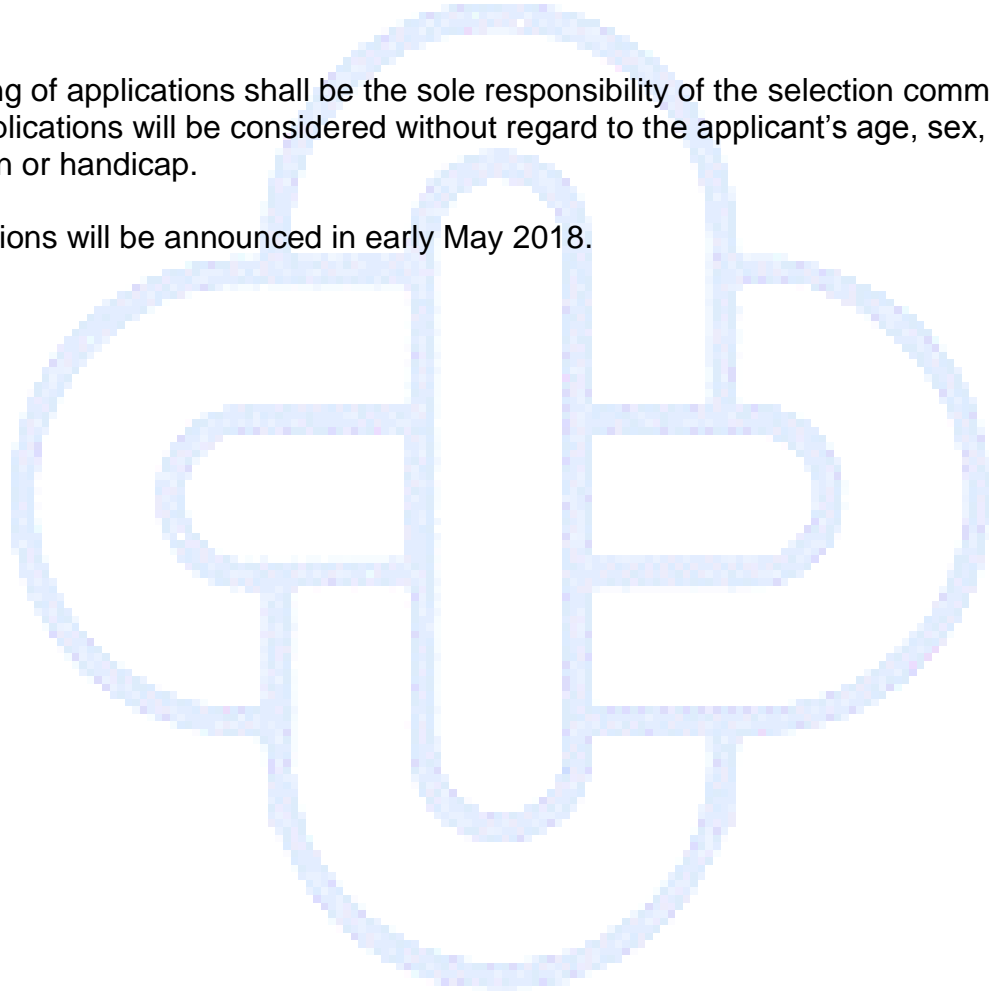 ng of applications shall be the sole responsibility of the selection comm
plications will be considered without regard to the applicant’s age, sex,
n or handicap.
tions will be announced in early May 2018.